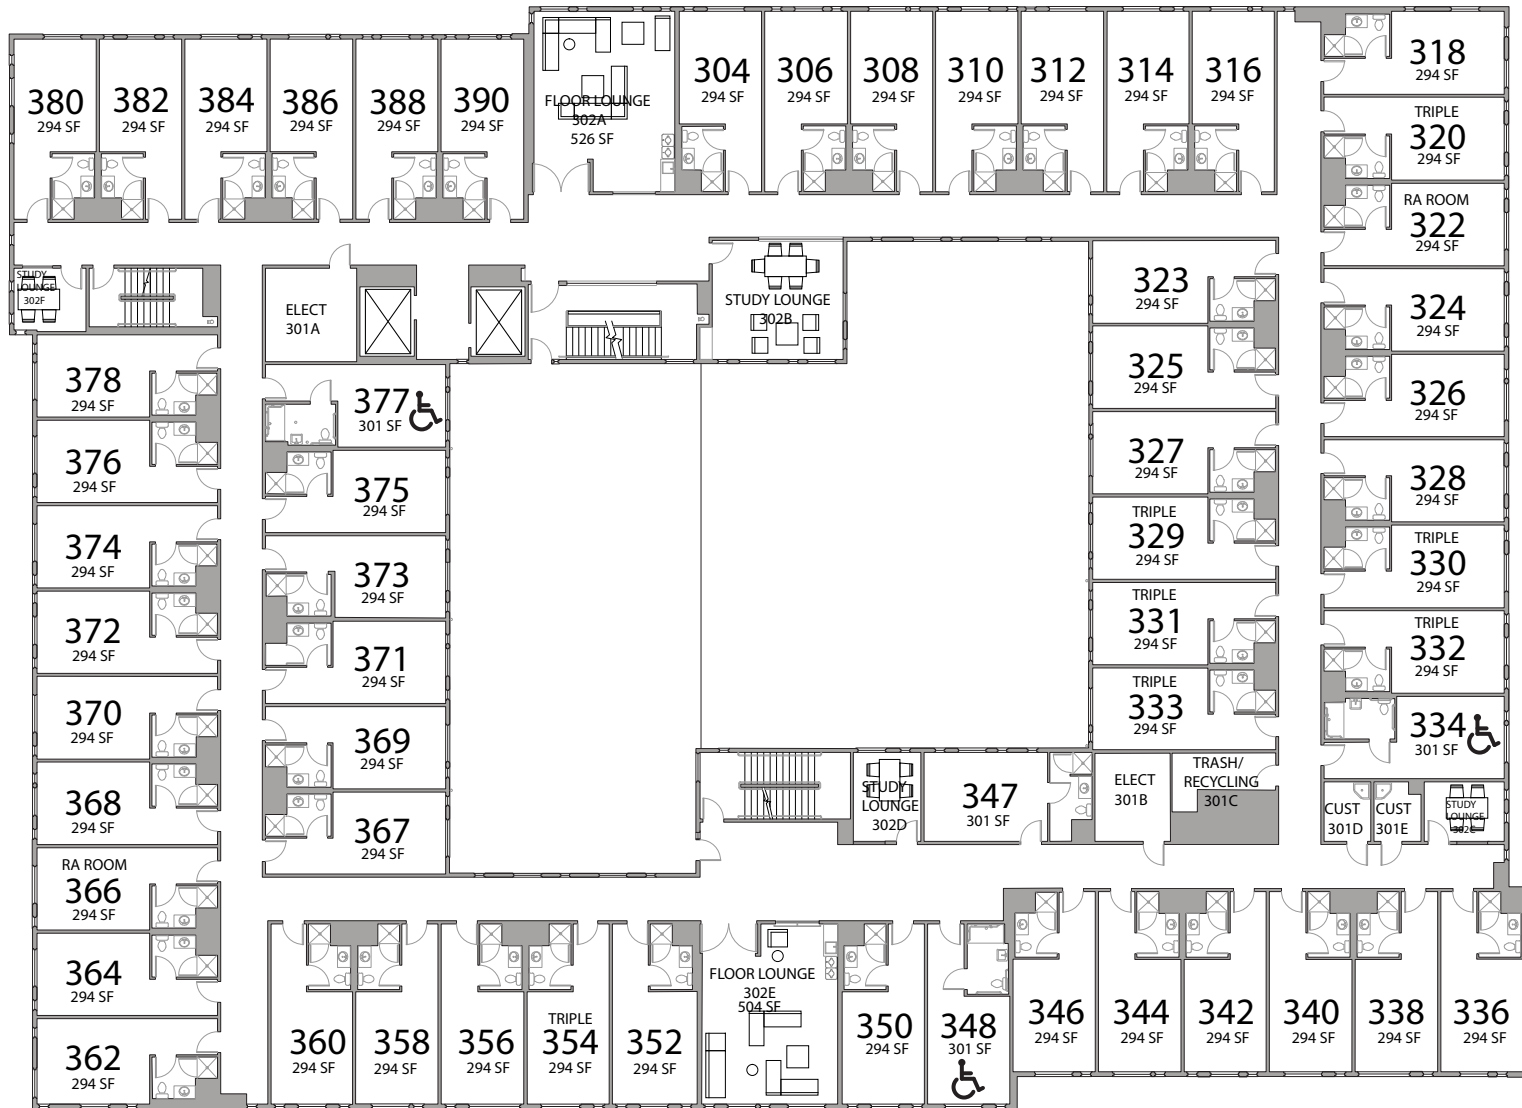 380
294 SF
382
294 SF
384
294 SF
386
294 SF
388
294 SF
390
294 SF
FLOOR LOUNGE
302A
526 SF
304
294 SF
306
294 SF
308
294 SF
310
294 SF
312
294 SF
314
294 SF
316
294 SF
318
294 SF
TRIPLE
320
294 SF
RA ROOM
322
294 SF
324
294 SF
326
294 SF
328
294 SF
TRIPLE
330
294 SF
TRIPLE
332
294 SF
334
301 SF
STUDY
LOUNGE
302F
ELECT
301A
STUDY LOUNGE
302B
323
294 SF
325
294 SF
327
294 SF
TRIPLE
329
294 SF
TRIPLE
331
294 SF
TRIPLE
333
294 SF
378
294 SF
376
294 SF
374
294 SF
372
294 SF
370
294 SF
368
294 SF
RA ROOM
366
294 SF
364
294 SF
362
294 SF
377
301 SF
375
294 SF
373
294 SF
371
294 SF
369
294 SF
367
294 SF
STUDY
LOUNGE
302D
347
301 SF
ELECT
301B
TRASH/
RECYCLING
301C
CUST
301D
CUST
301E
STUDY
LOUNGE
302C
360
294 SF
358
294 SF
356
294 SF
TRIPLE
354
294 SF
352
294 SF
FLOOR LOUNGE
302E
504 SF
350
294 SF
348
301 SF
346
294 SF
344
294 SF
342
294 SF
340
294 SF
338
294 SF
336
294 SF